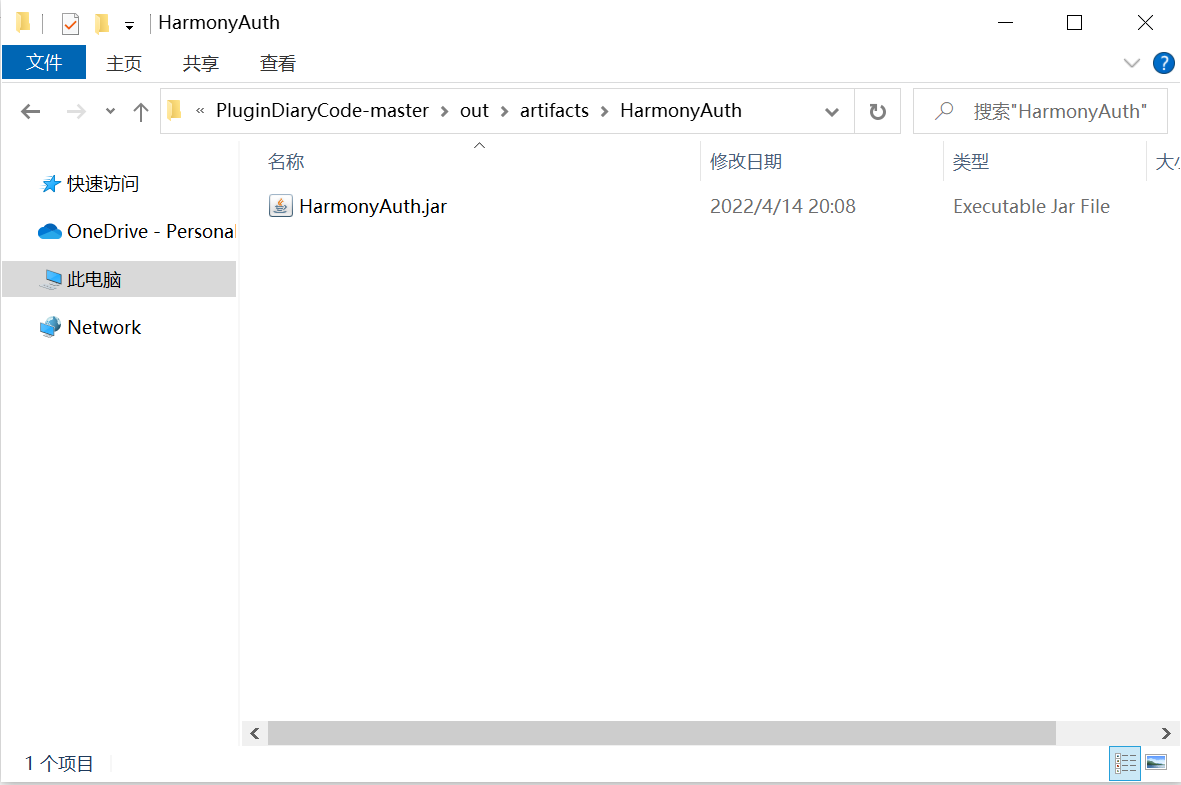 HarmonyAuth
文件 主页 共享 查看 ?
« PluginDiaryCode-master > out > artifacts > HarmonyAuth 搜索"HarmonyAuth"
名称 修改日期 类型
快速访问
HarmonyAuth.jar 2022/4/14 20:08 Executable Jar File
OneDrive - Personal
此电脑
Network
1 个项目